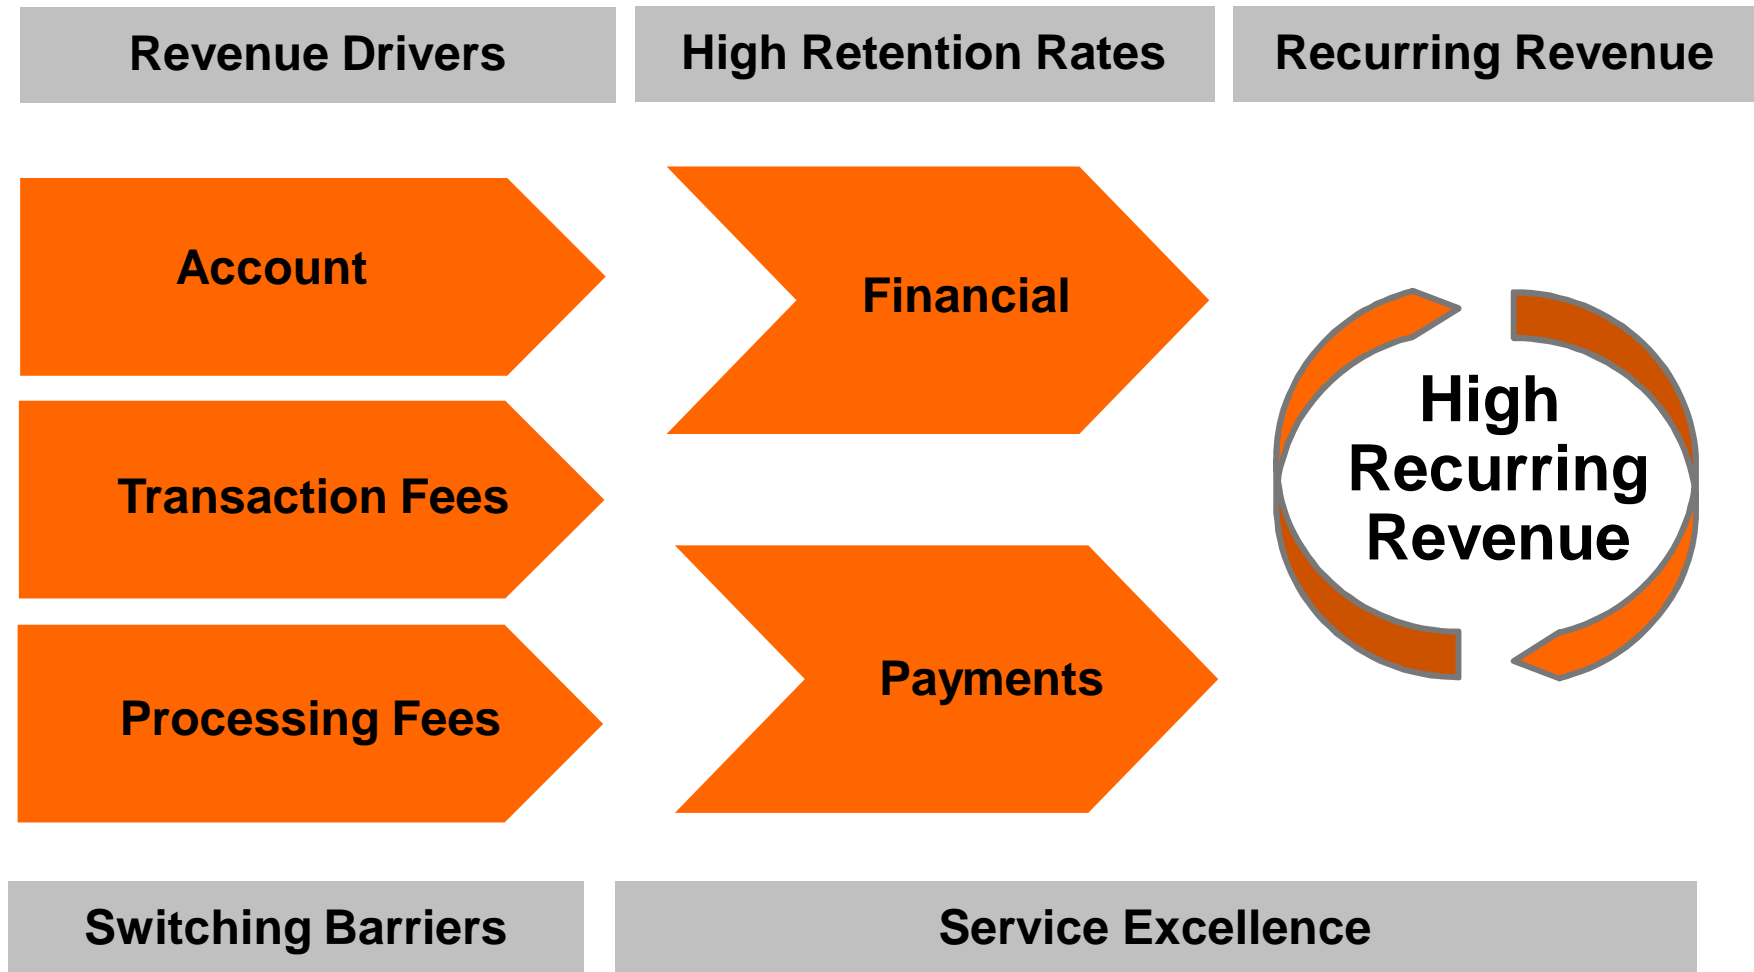 Revenue Drivers
High Retention Rates
Recurring Revenue
Account
Transaction Fees
Processing Fees
Financial
Payments
High
Recurring
Revenue
Switching Barriers
Service Excellence